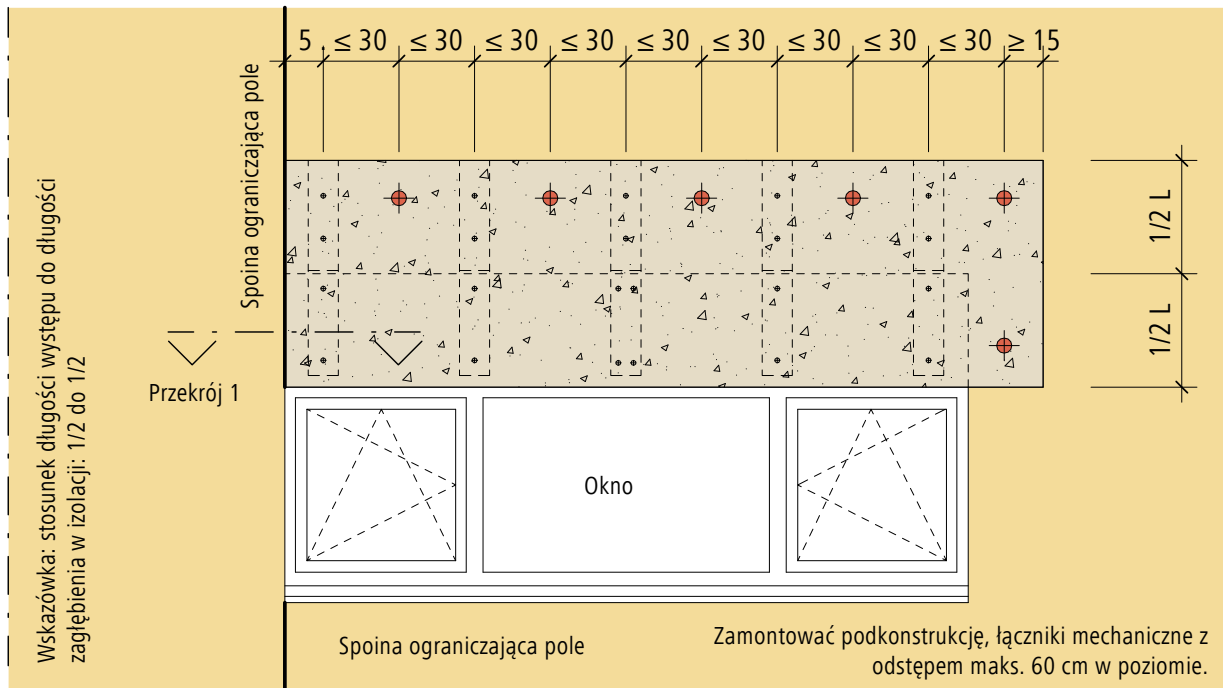 5 ≤ 30 ≤ 30 ≤ 30 ≤ 30 ≤ 30 ≤ 30 ≤ 30 ≤ 30 ≤ 30 ≥ 15
Spoina ograniczająca pole
Wskazówka: stosunek długości występu do długości
zagłębienia w izolacji: 1/2 do 1/2
1/2 L
1/2 L
Przekrój 1
Okno
Spoina ograniczająca pole
Zamontować podkonstrukcję, łączniki mechaniczne z
odstępem maks. 60 cm w poziomie.